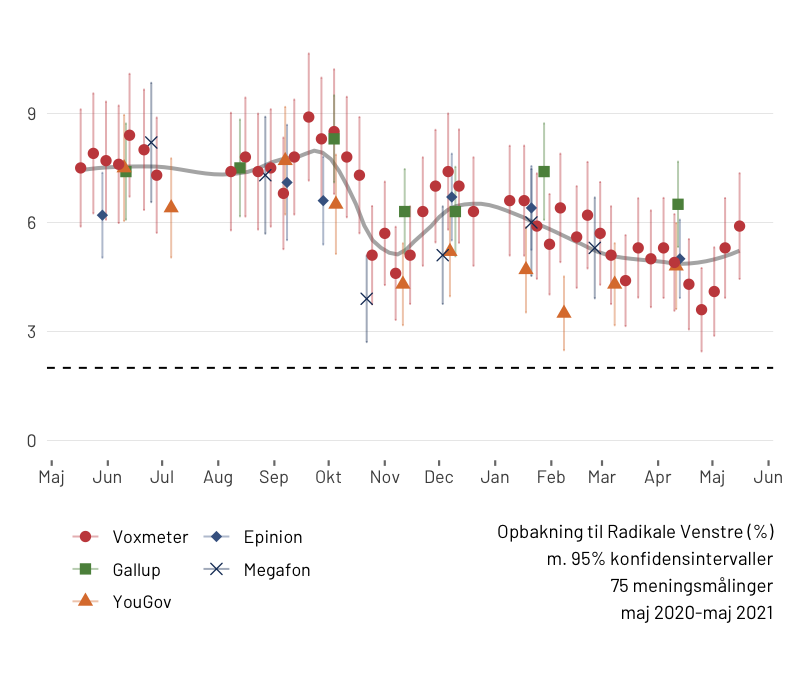 9
6
3
0
Maj Jun Jul Aug Sep Okt Nov Dec Jan Feb Mar Apr Maj Jun
Voxmeter Epinion
Gallup Megafon
YouGov
Opbakning til Radikale Venstre (%)
m. 95% konfidensintervaller
75 meningsmålinger
maj 2020-maj 2021